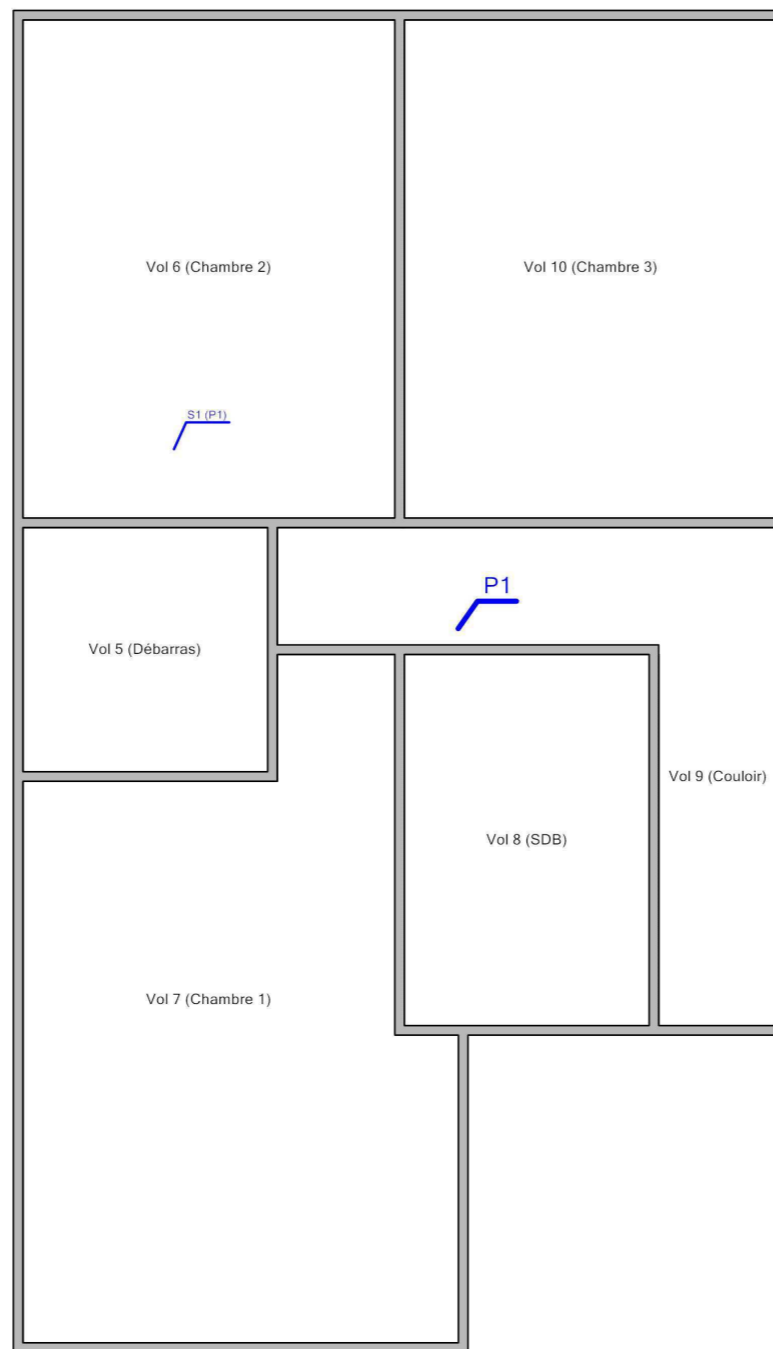 Vol 6 (Chambre 2)
Vol 10 (Chambre 3)
S1 (P1)
P1
Vol 5 (Débarras)
Vol 9 (Couloir)
Vol 8 (SDB)
Vol 7 (Chambre 1)